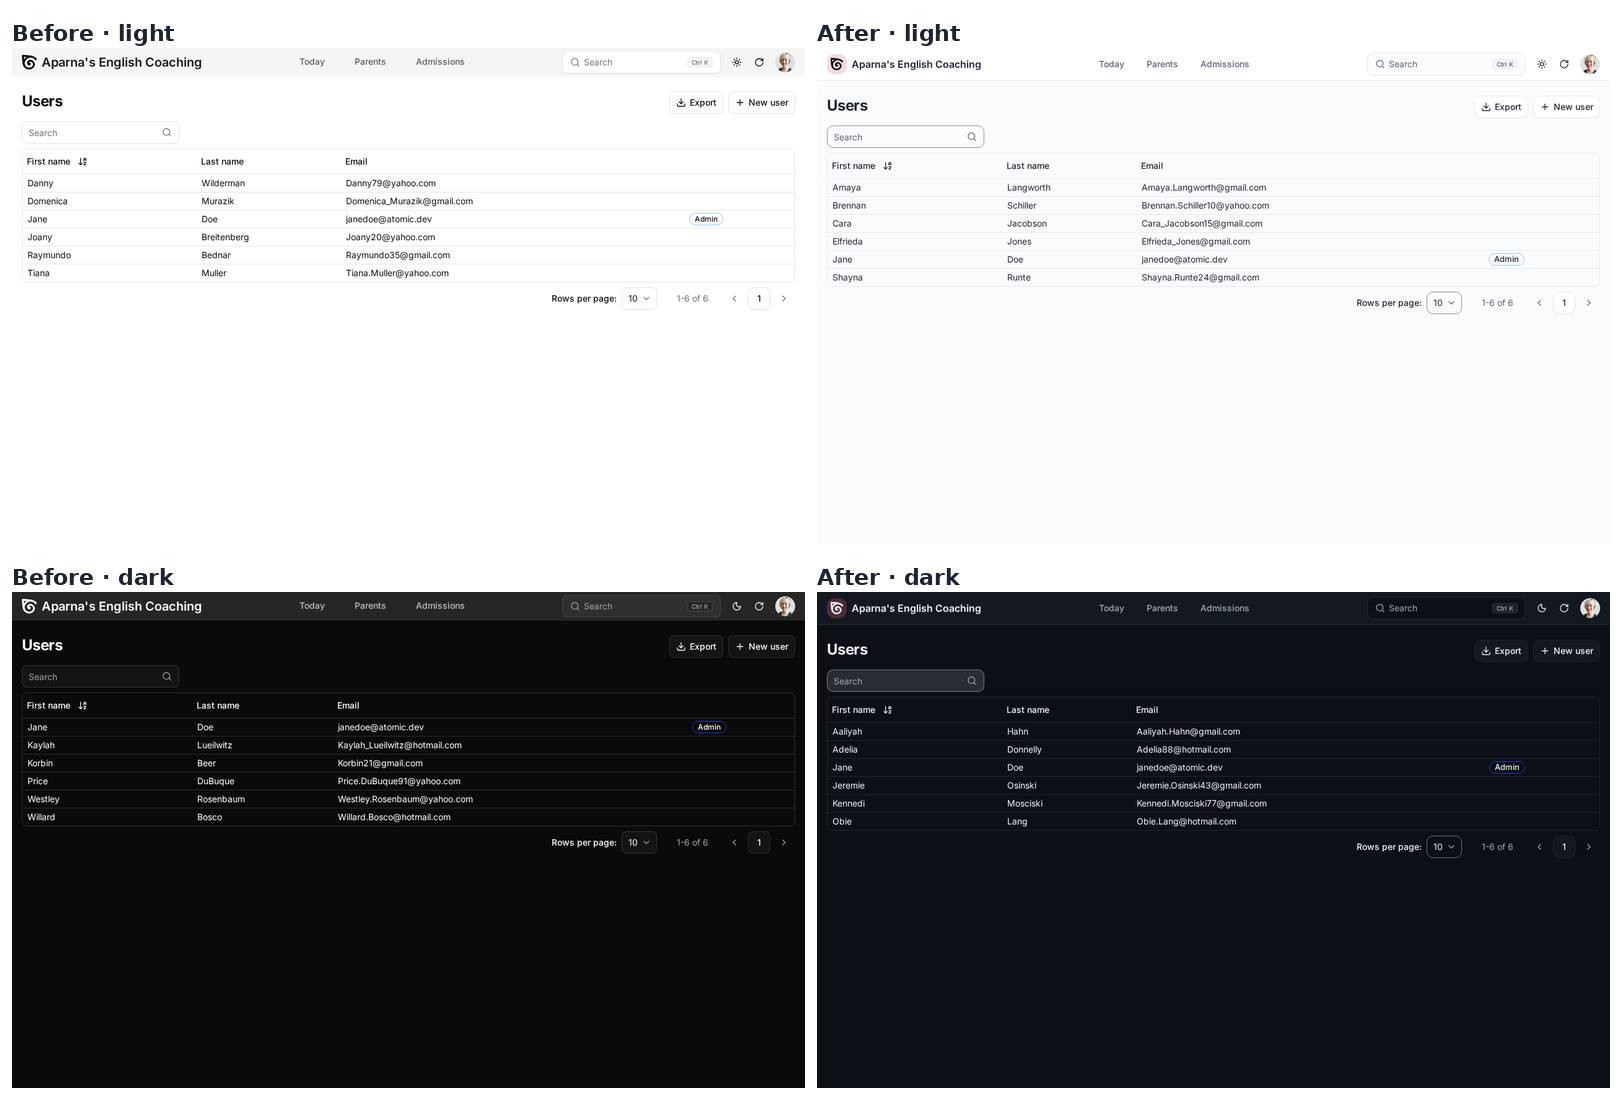 Before · light
Aparna's English Coaching Today Parents Admissions Search Ctrl K
Users Export New user
Search
First name Last name Email
Danny Wilderman Danny79@yahoo.com
Domenica Murazik Domenica_Murazik@gmail.com
Jane Doe janedoe@atomic.dev Admin
Joany Breitenberg Joany20@yahoo.com
Raymundo Bednar Raymundo35@gmail.com
Tiana Muller Tiana.Muller@yahoo.com
Rows per page: 10 1-6 of 6 1
After · light
Aparna's English Coaching Today Parents Admissions Search Ctrl K
Users Export New user
Search
First name Last name Email
Amaya Langworth Amaya.Langworth@gmail.com
Brennan Schiller Brennan.Schiller10@yahoo.com
Cara Jacobson Cara_Jacobson15@gmail.com
Elfrieda Jones Elfrieda_Jones@gmail.com
Jane Doe janedoe@atomic.dev Admin
Shayna Runte Shayna.Runte24@gmail.com
Rows per page: 10 1-6 of 6 1
Before · dark
Aparna's English Coaching Today Parents Admissions Search Ctrl K
Users Export New user
Search
First name Last name Email
Jane Doe janedoe@atomic.dev Admin
Kaylah Lueilwitz Kaylah_Lueilwitz@hotmail.com
Korbin Beer Korbin21@gmail.com
Price DuBuque Price.DuBuque91@yahoo.com
Westley Rosenbaum Westley.Rosenbaum@yahoo.com
Willard Bosco Willard.Bosco@hotmail.com
Rows per page: 10 1-6 of 6 1
After · dark
Aparna's English Coaching Today Parents Admissions Search Ctrl K
Users Export New user
Search
First name Last name Email
Aaliyah Hahn Aaliyah.Hahn@gmail.com
Adelia Donnelly Adelia88@hotmail.com
Jane Doe janedoe@atomic.dev Admin
Jeremie Osinski Jeremie.Osinski43@gmail.com
Kennedi Mosciski Kennedi.Mosciski77@gmail.com
Obie Lang Obie.Lang@hotmail.com
Rows per page: 10 1-6 of 6 1